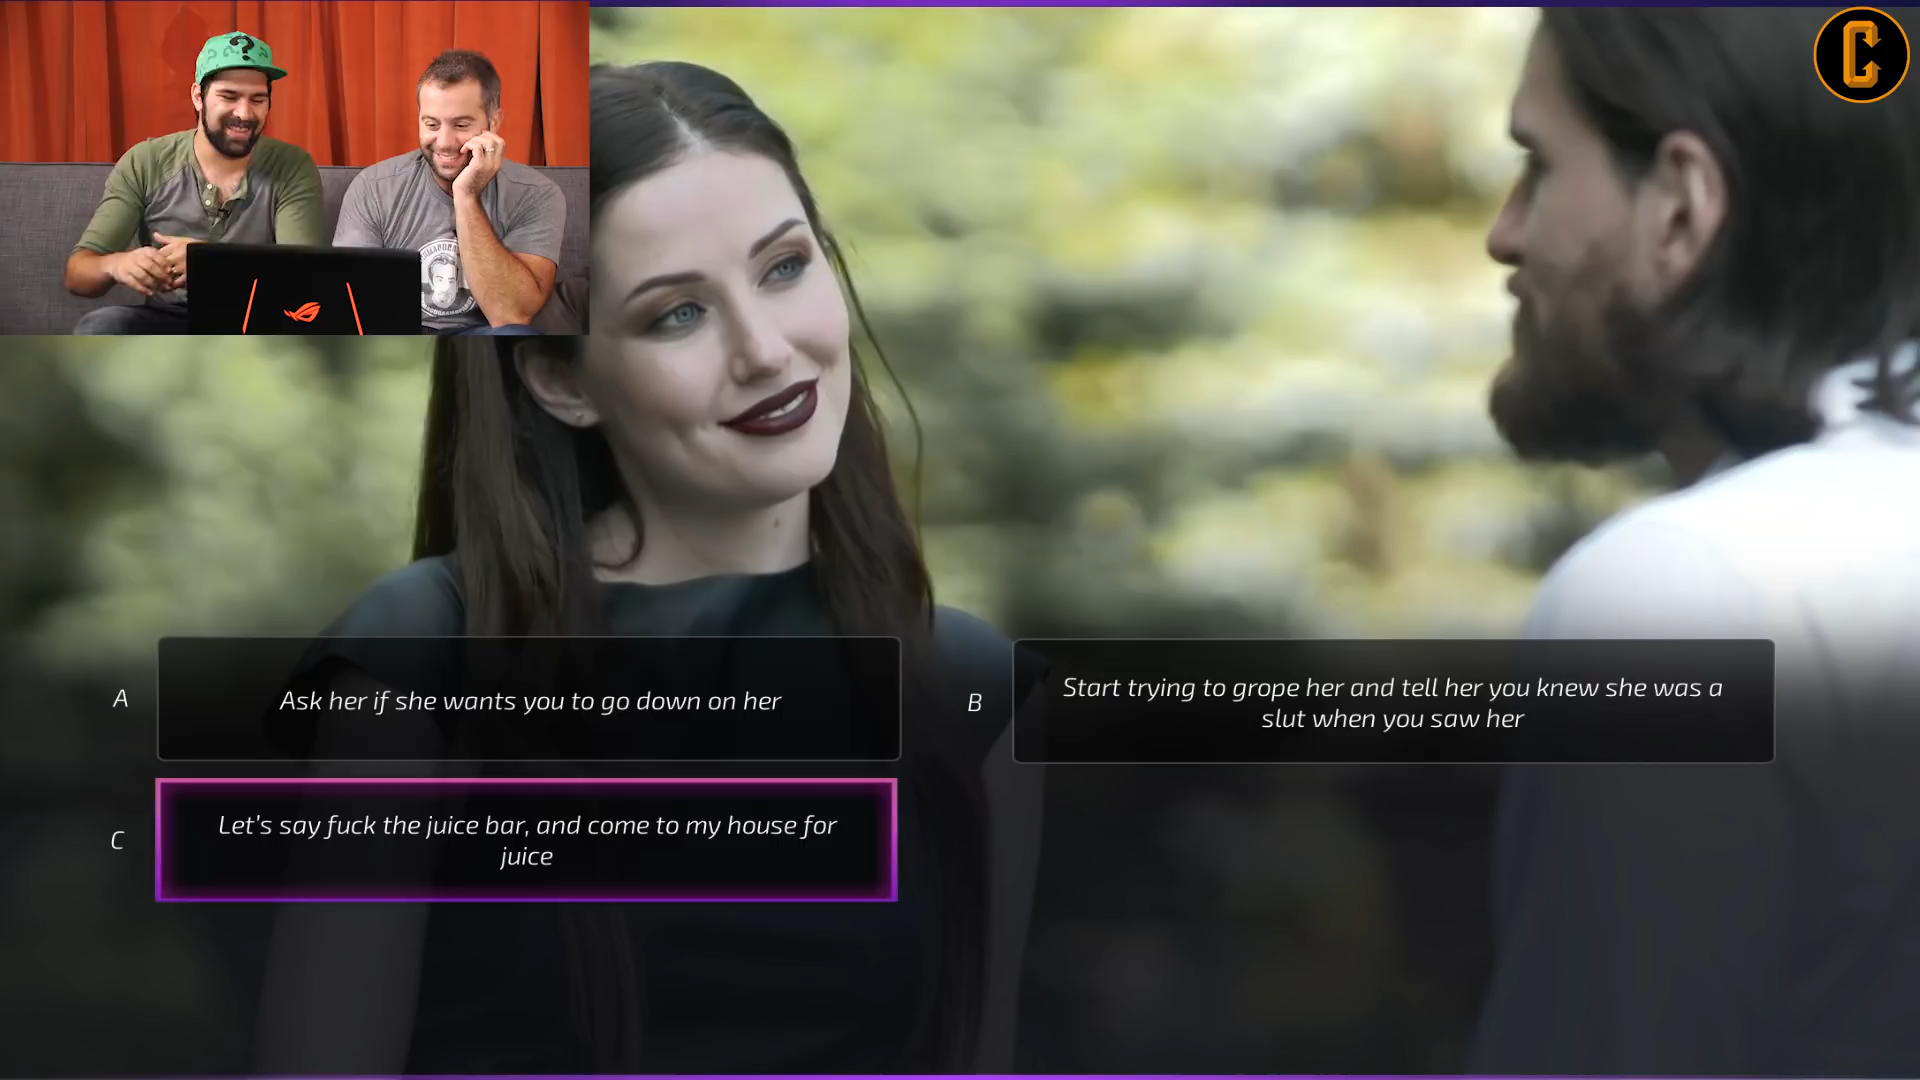 ?
A
Ask her if she wants you to go down on her
B
Start trying to grope her and tell her you knew she was a
slut when you saw her
C
Let's say fuck the juice bar, and come to my house for
juice